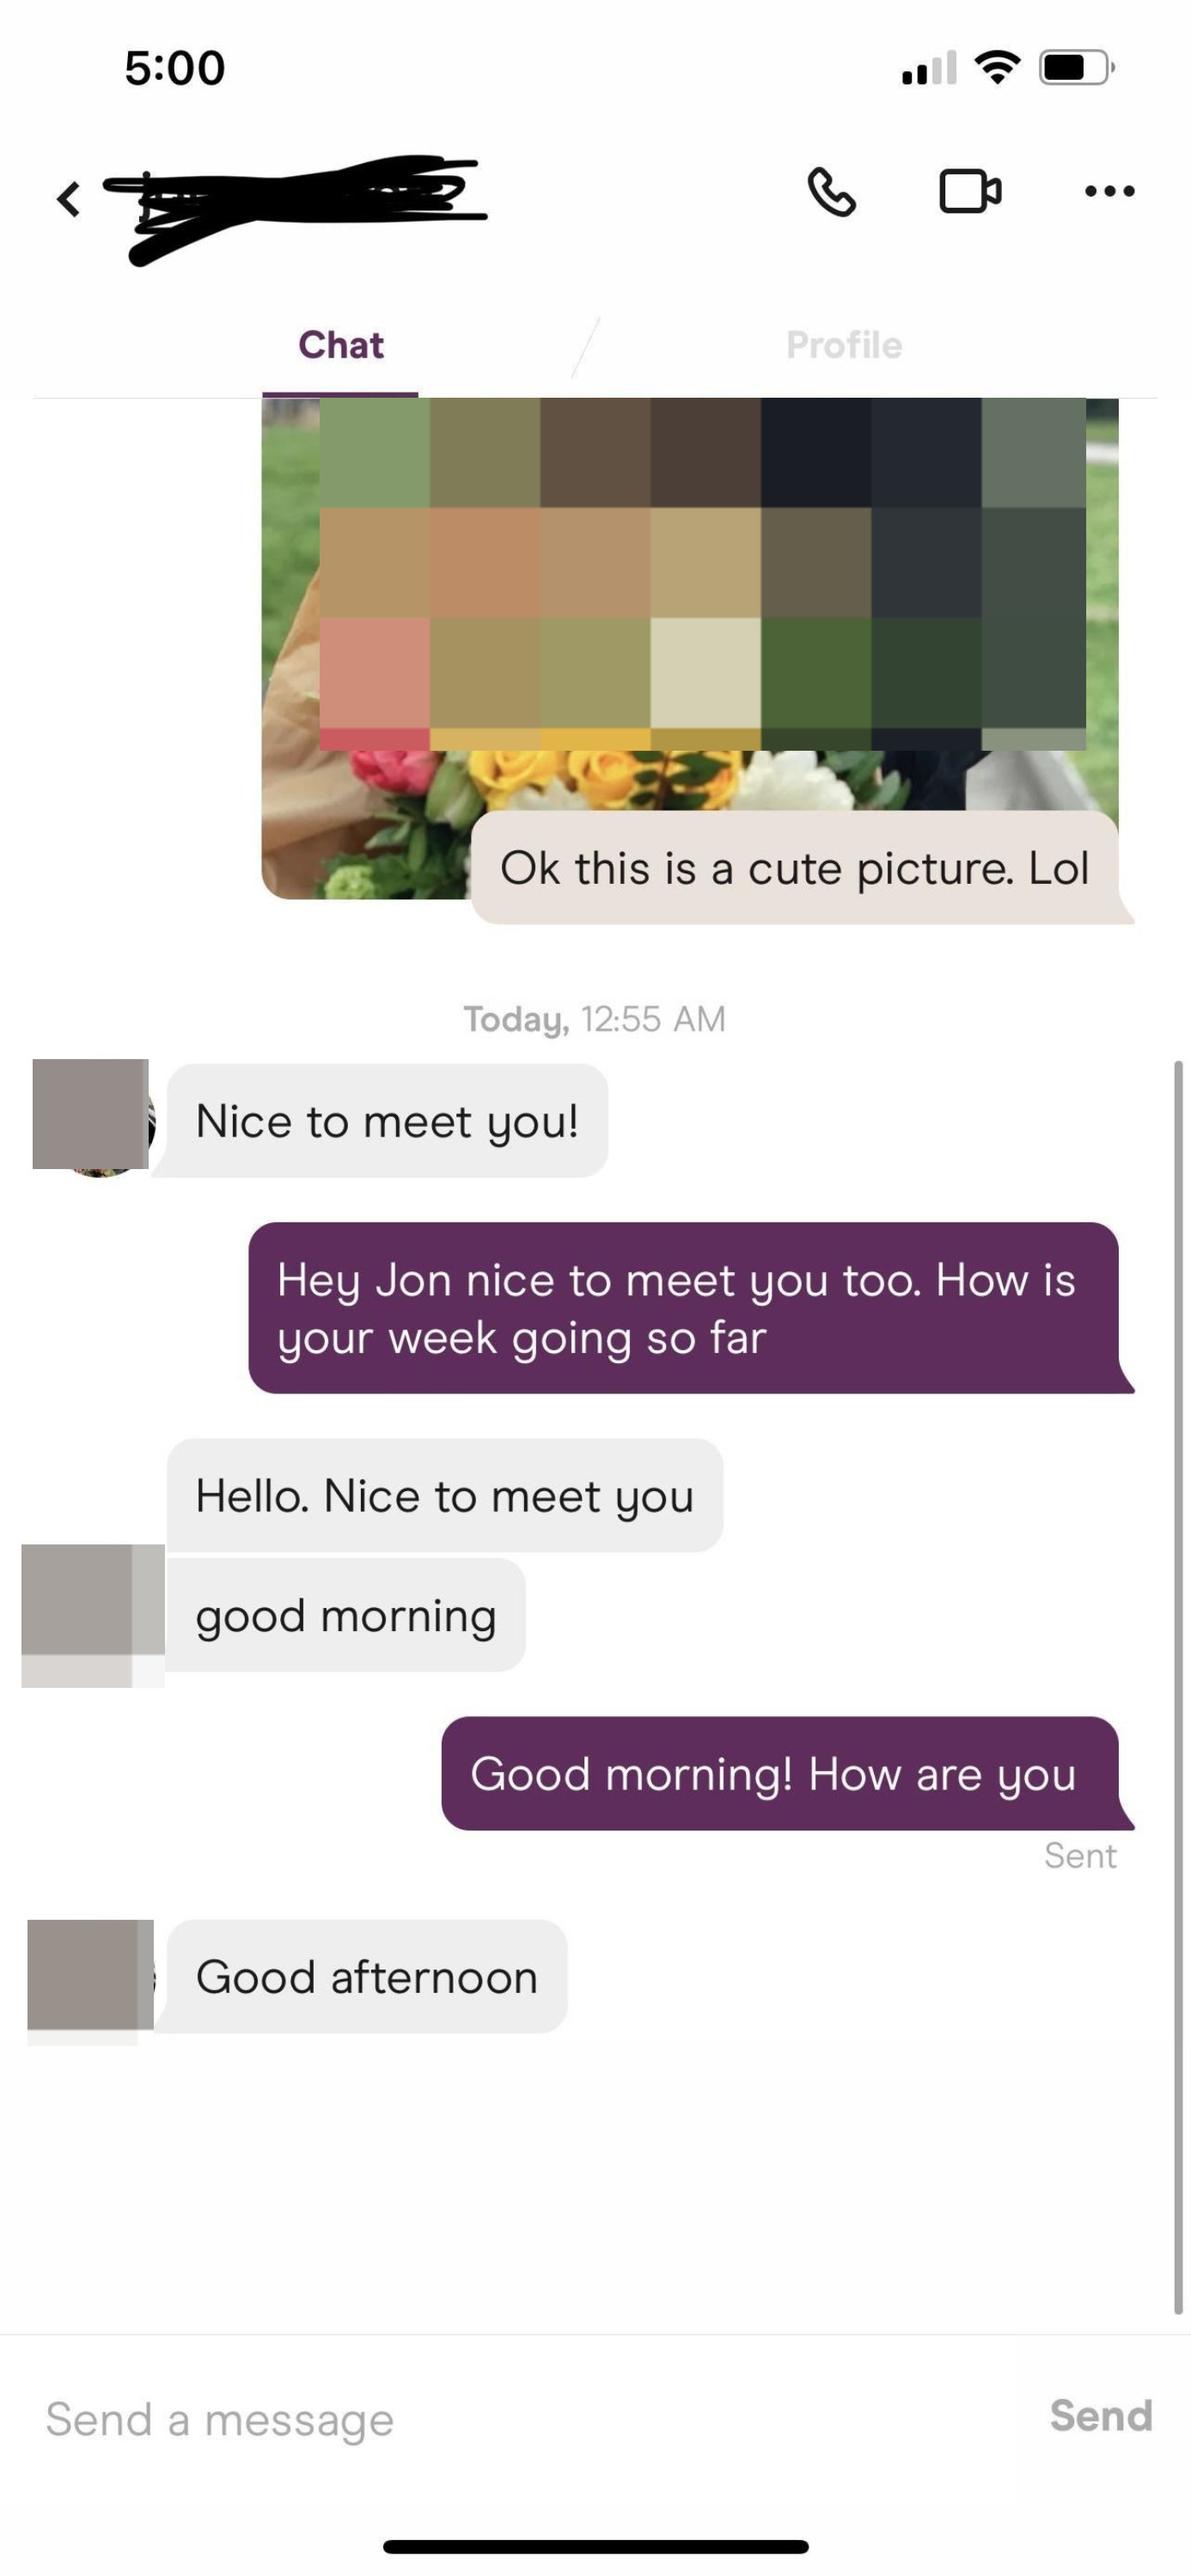 5:00
Chat
Profile
Ok this is a cute picture. Lol
Today, 12:55 AM
Nice to meet you!
Hey Jon nice to meet you too. How is
your week going so far
Hello. Nice to meet you
good morning
Good morning! How are you
Sent
Good afternoon
Send a message
Send